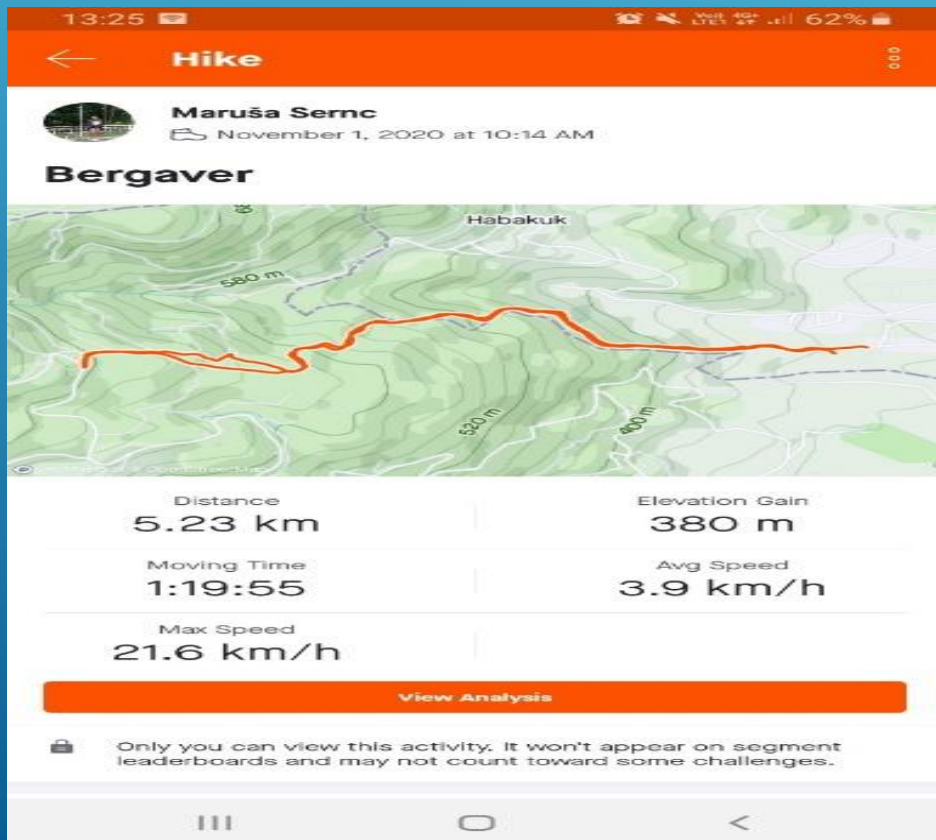 13:25 62%
Hike
Maruša Sernc
November 1, 2020 at 10:14 AM
Bergaver
Habakuk
580 m
520 m
400 m
Distance
5.23 km
Elevation Gain
380 m
Moving Time
1:19:55
Avg Speed
3.9 km/h
Max Speed
21.6 km/h
View Analysis
Only you can view this activity. It won't appear on segment
leaderboards and may not count toward some challenges.